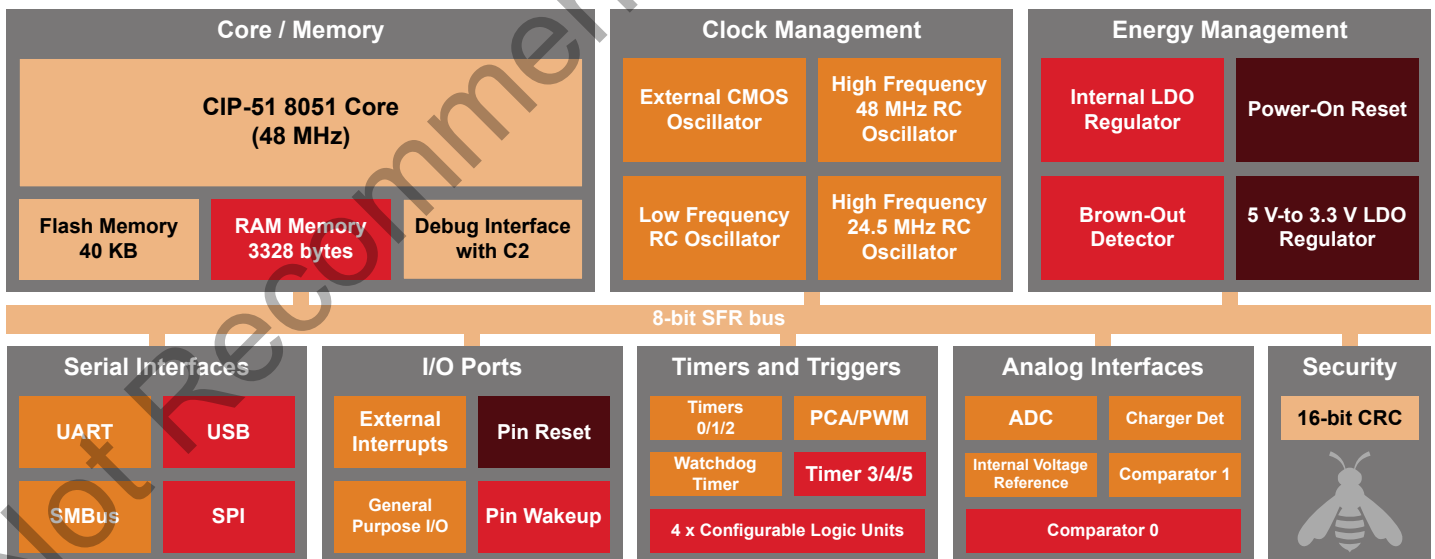 Core / Memory
CIP-51 8051 Core
(48 MHz)
Flash Memory
40 KB
RAM Memory
3328 bytes
Debug Interface
with C2
Clock Management
External CMOS
Oscillator
High Frequency
48 MHz RC
Oscillator
Low Frequency
RC Oscillator
High Frequency
24.5 MHz RC
Oscillator
Energy Management
Internal LDO
Regulator
Power-On Reset
Brown-Out
Detector
5 V-to 3.3 V LDO
Regulator
8-bit SFR bus
Serial Interfaces
UART
USB
SMBus
SPI
I/O Ports
External
Interrupts
Pin Reset
General
Purpose I/O
Pin Wakeup
Timers and Triggers
Timers
0/1/2
PCA/PWM
Watchdog
Timer
Timer 3/4/5
4 x Configurable Logic Units
Analog Interfaces
ADC
Charger Det
Internal Voltage
Reference
Comparator 1
Comparator 0
Security
16-bit CRC
Not Recommen